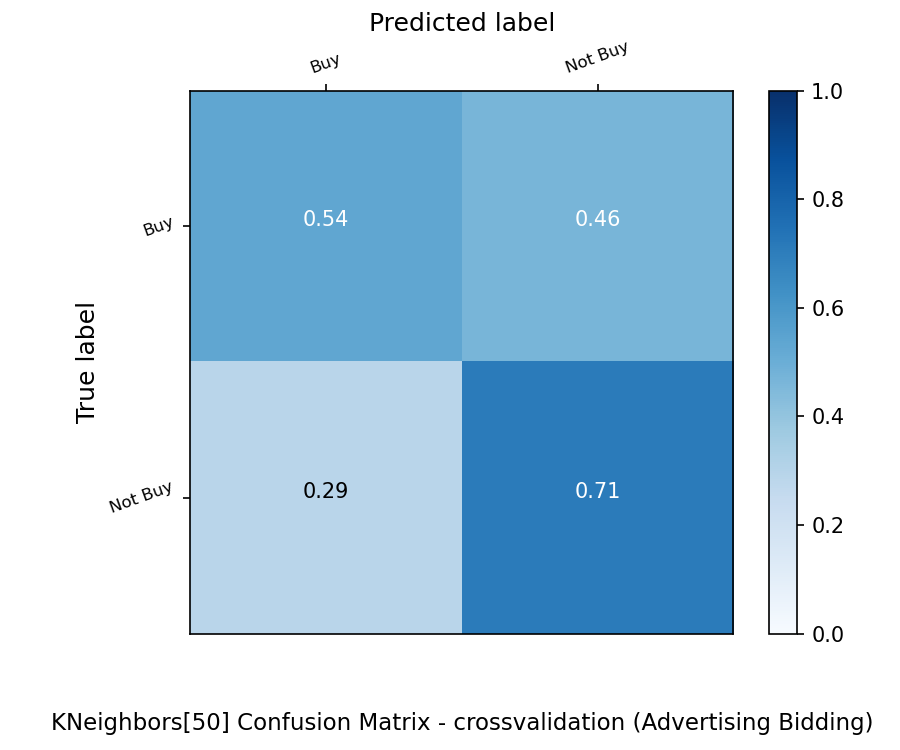 Predicted label
Buy
Not Buy
1.0
0.8
0.6
0.4
0.2
0.0
True label
Buy
0.54 0.46
Not Buy
0.29 0.71
KNeighbors[50] Confusion Matrix - crossvalidation (Advertising Bidding)